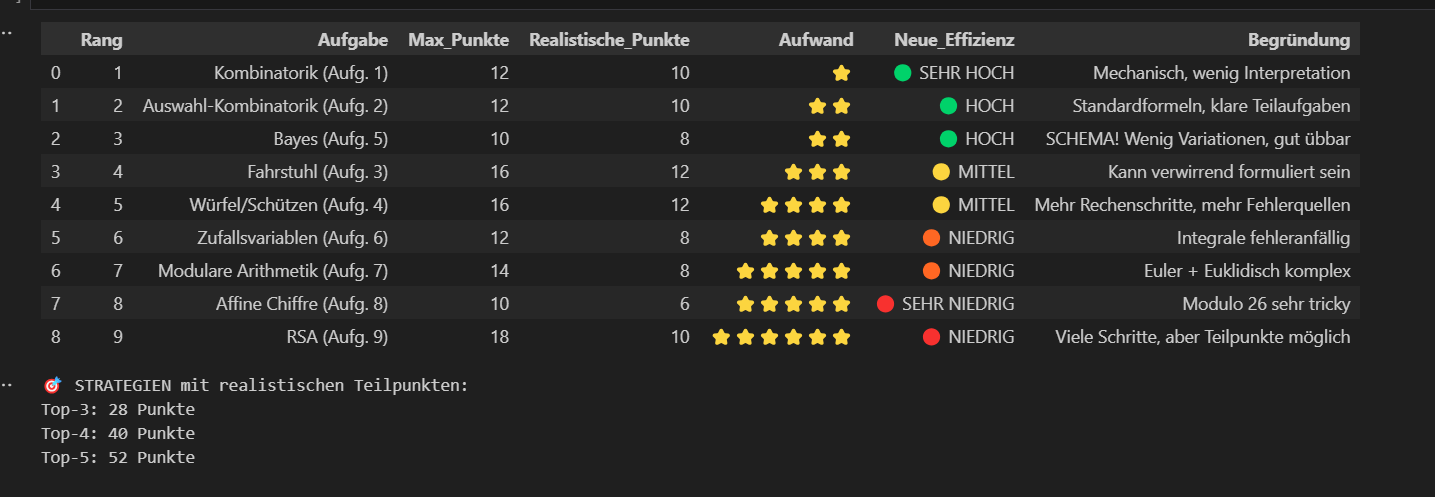 Rang Aufgabe Max_Punkte Realistische_Punkte Aufwand Neue_Effizienz Begründung
0 1 Kombinatorik (Aufg. 1) 12 10 ⭐ 🟢 SEHR HOCH Mechanisch, wenig Interpretation
1 2 Auswahl-Kombinatorik (Aufg. 2) 12 10 ⭐⭐ 🟢 HOCH Standardformeln, klare Teilaufgaben
2 3 Bayes (Aufg. 5) 10 8 ⭐⭐ 🟢 HOCH SCHEMA! Wenig Variationen, gut übbar
3 4 Fahrstuhl (Aufg. 3) 16 12 ⭐⭐⭐ 🟡 MITTEL Kann verwirrend formuliert sein
4 5 Würfel/Schützen (Aufg. 4) 16 12 ⭐⭐⭐⭐ 🟡 MITTEL Mehr Rechenschritte, mehr Fehlerquellen
5 6 Zufallsvariablen (Aufg. 6) 12 8 ⭐⭐⭐⭐ 🟠 NIEDRIG Integrale fehleranfällig
6 7 Modulare Arithmetik (Aufg. 7) 14 8 ⭐⭐⭐⭐⭐ 🟠 NIEDRIG Euler + Euklidisch komplex
7 8 Affine Chiffre (Aufg. 8) 10 6 ⭐⭐⭐⭐⭐ 🔴 SEHR NIEDRIG Modulo 26 sehr tricky
8 9 RSA (Aufg. 9) 18 10 ⭐⭐⭐⭐⭐⭐ 🔴 NIEDRIG Viele Schritte, aber Teilpunkte möglich
🎯 STRATEGIEN mit realistischen Teilpunkten:
Top-3: 28 Punkte
Top-4: 40 Punkte
Top-5: 52 Punkte